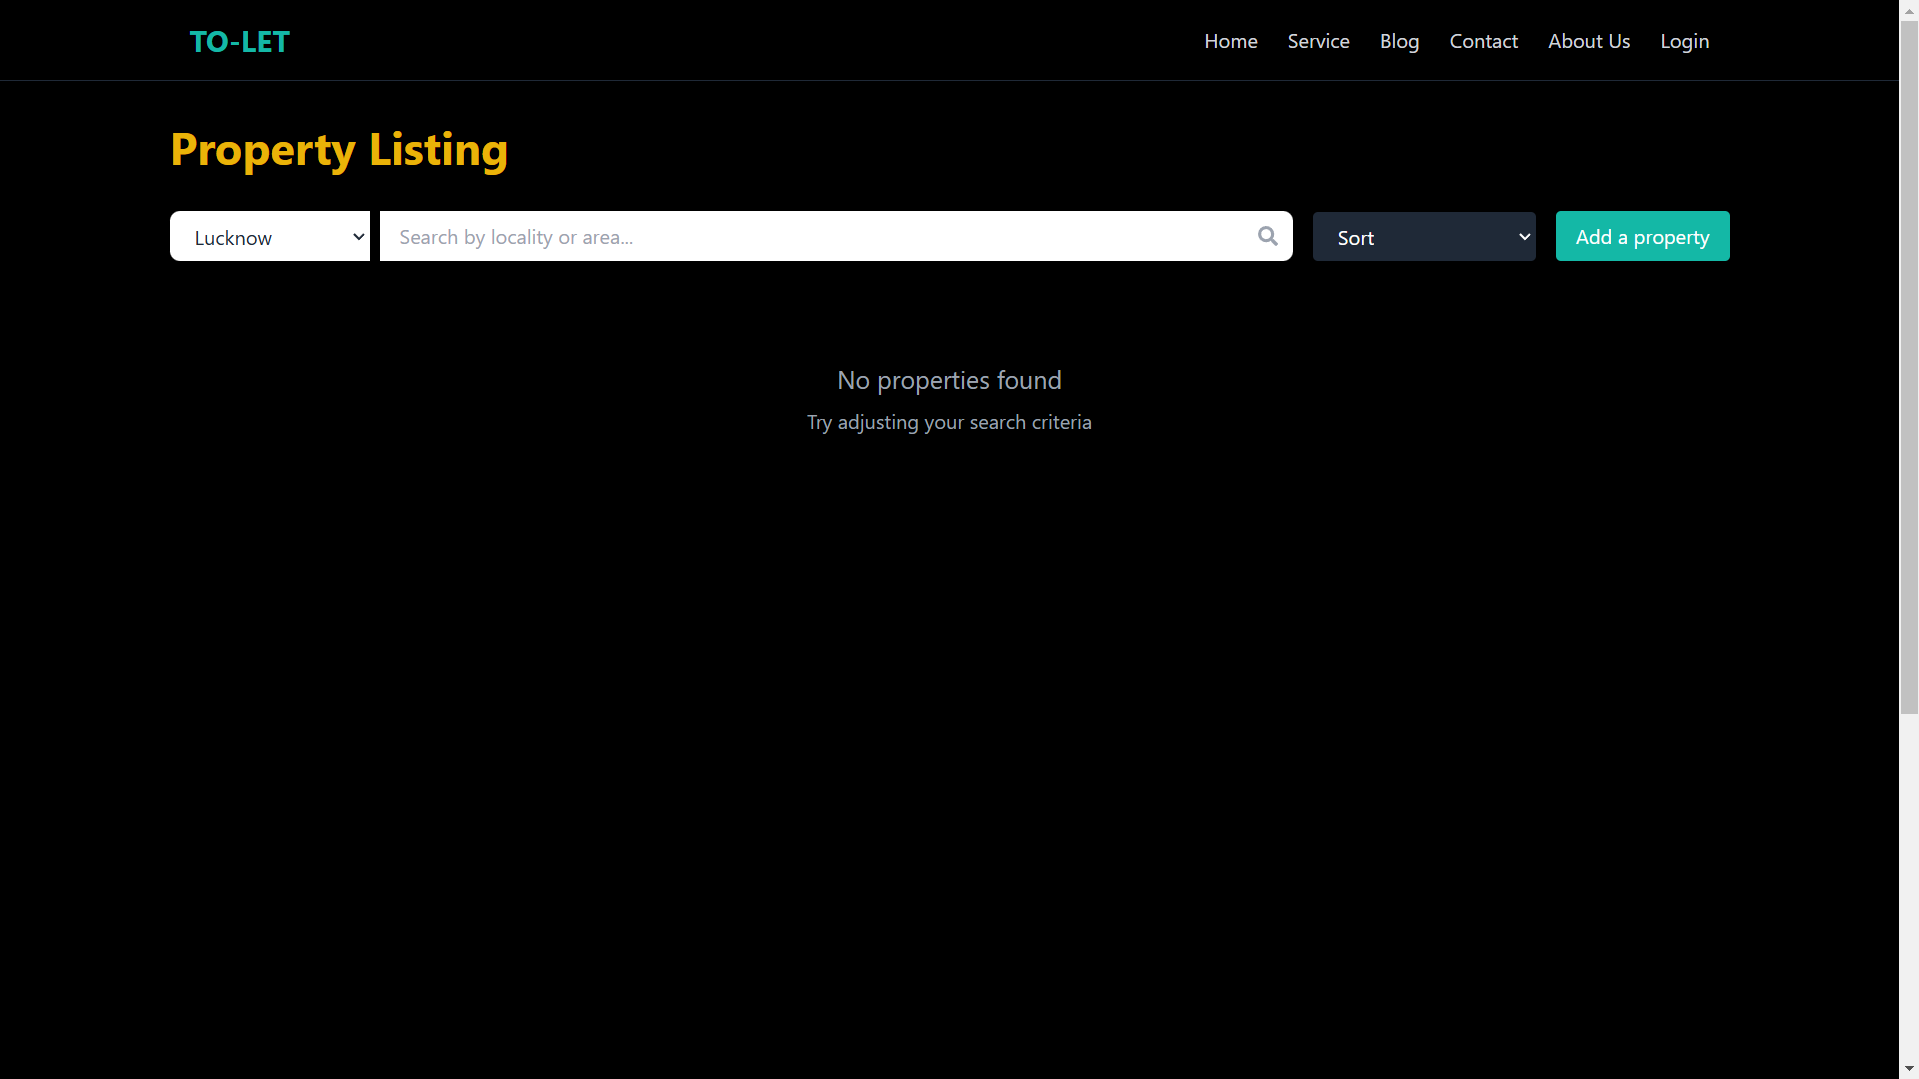 TO-LET
Home Service Blog Contact About Us Login
Property Listing
Lucknow Search by locality or area... Sort Add a property
No properties found
Try adjusting your search criteria